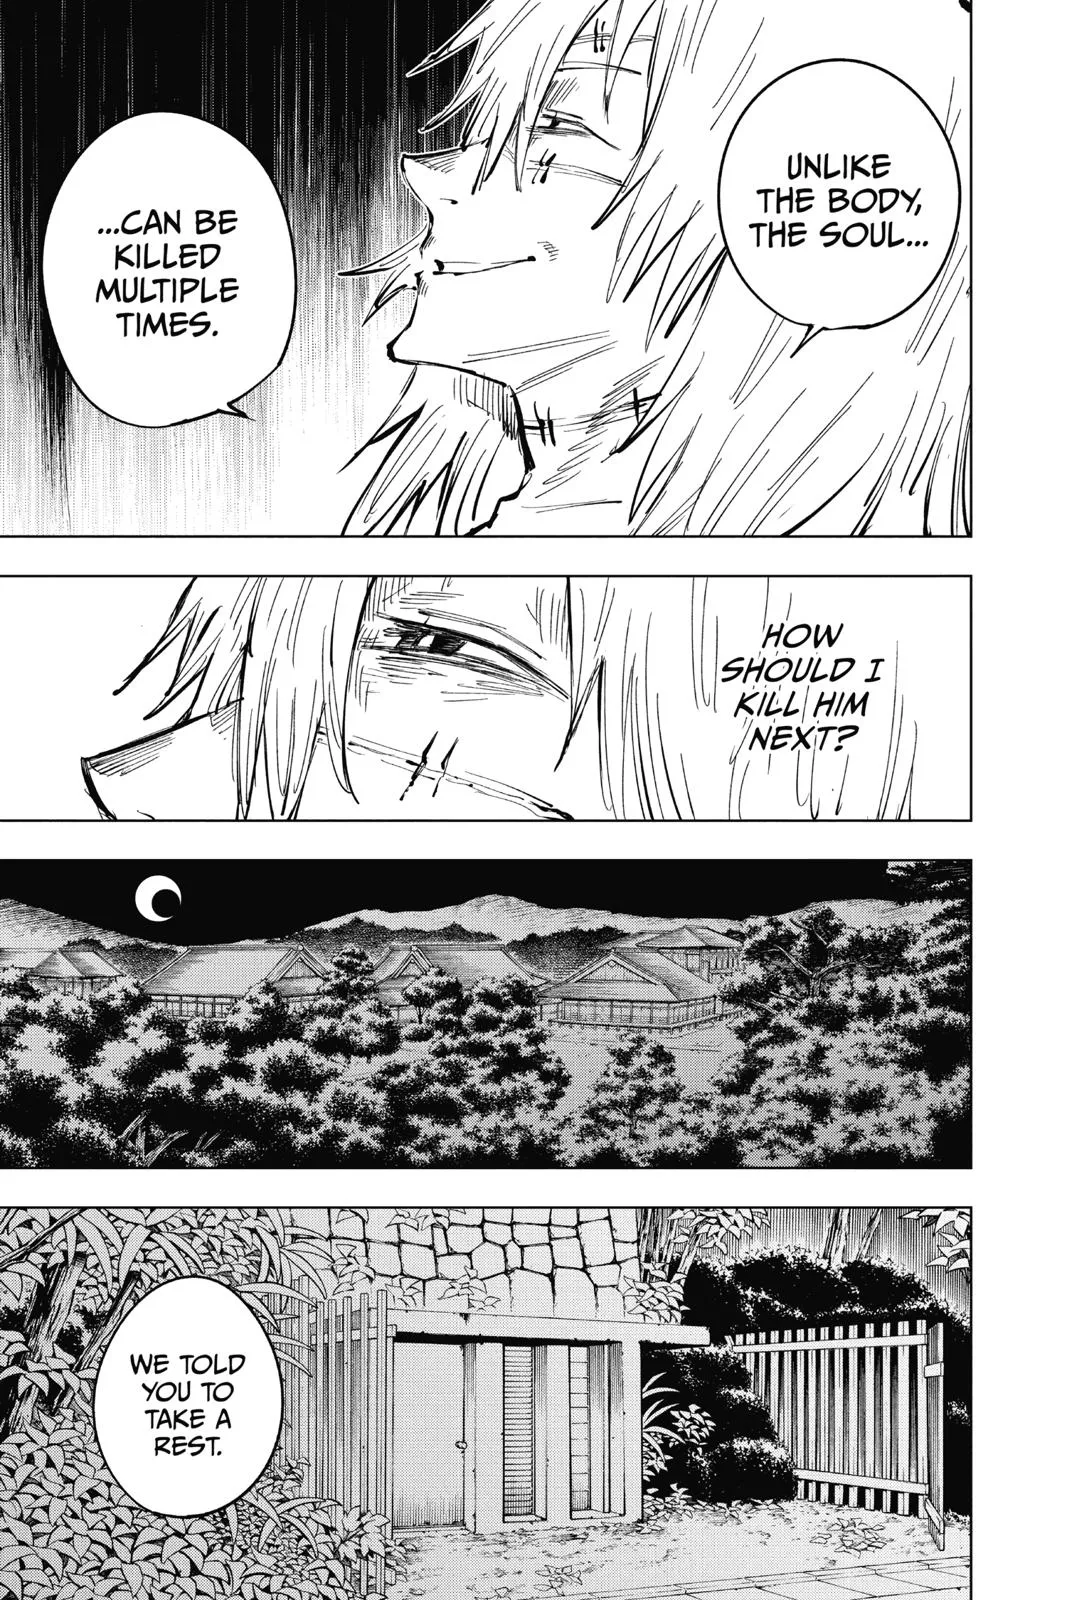 UNLIKE
THE BODY,
THE SOUL...
...CAN BE
KILLED
MULTIPLE
TIMES.
HOW
SHOULD I
KILL HIM
NEXT?
WE TOLD
YOU TO
TAKE A
REST.